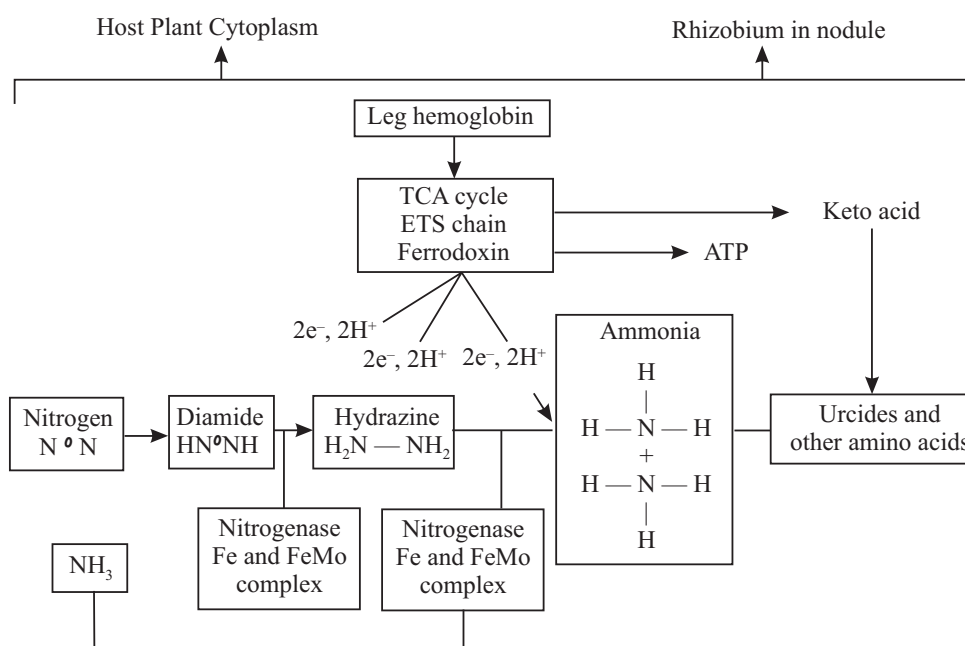 Host Plant Cytoplasm
Rhizobium in nodule
Leg hemoglobin
TCA cycle
ETS chain
Ferrodoxin
Keto acid
ATP
2e⁻, 2H⁺
2e⁻, 2H⁺
2e⁻, 2H⁺
Nitrogen
N º N
Diamide
HNºNH
Hydrazine
H₂N — NH₂
Ammonia
H
|
H — N — H
+
H — N — H
|
H
Urcides and
other amino acids
Nitrogenase
Fe and FeMo
complex
Nitrogenase
Fe and FeMo
complex
NH₃